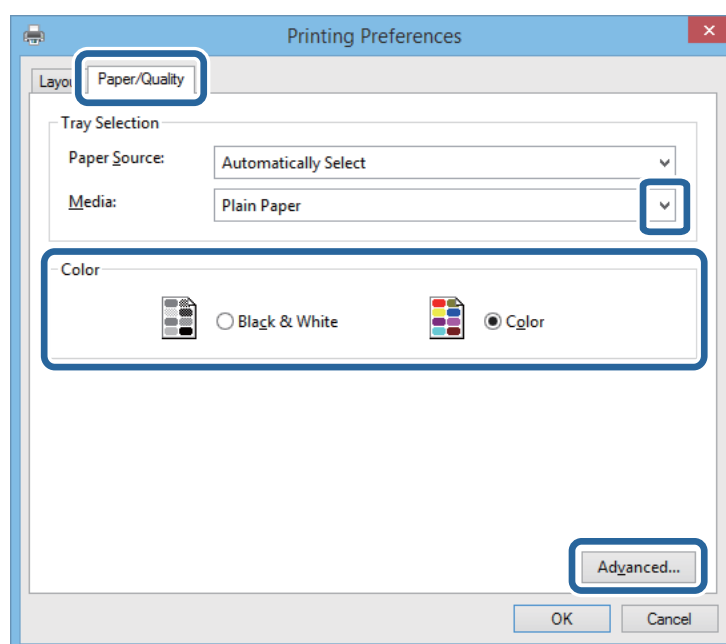 Printing Preferences
Layou
Paper/Quality
Tray Selection
Paper Source:
Automatically Select
Media:
Plain Paper
Color
Black & White
Color
Advanced...
OK
Cancel